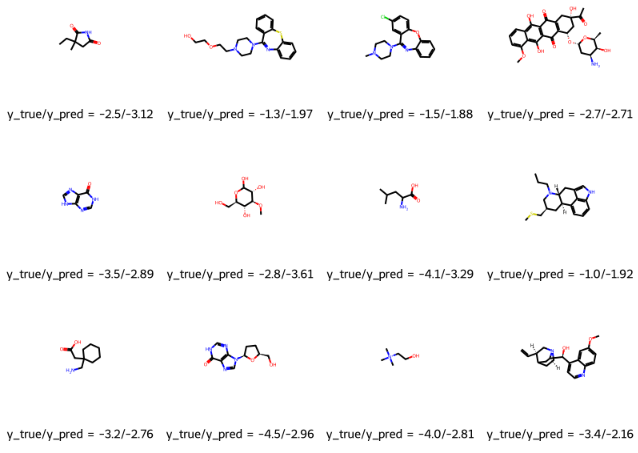 y_true/y_pred = −2.5/−3.12
y_true/y_pred = −1.3/−1.97
y_true/y_pred = −1.5/−1.88
y_true/y_pred = −2.7/−2.71
y_true/y_pred = −3.5/−2.89
y_true/y_pred = −2.8/−3.61
y_true/y_pred = −4.1/−3.29
y_true/y_pred = −1.0/−1.92
y_true/y_pred = −3.2/−2.76
y_true/y_pred = −4.5/−2.96
y_true/y_pred = −4.0/−2.81
y_true/y_pred = −3.4/−2.16